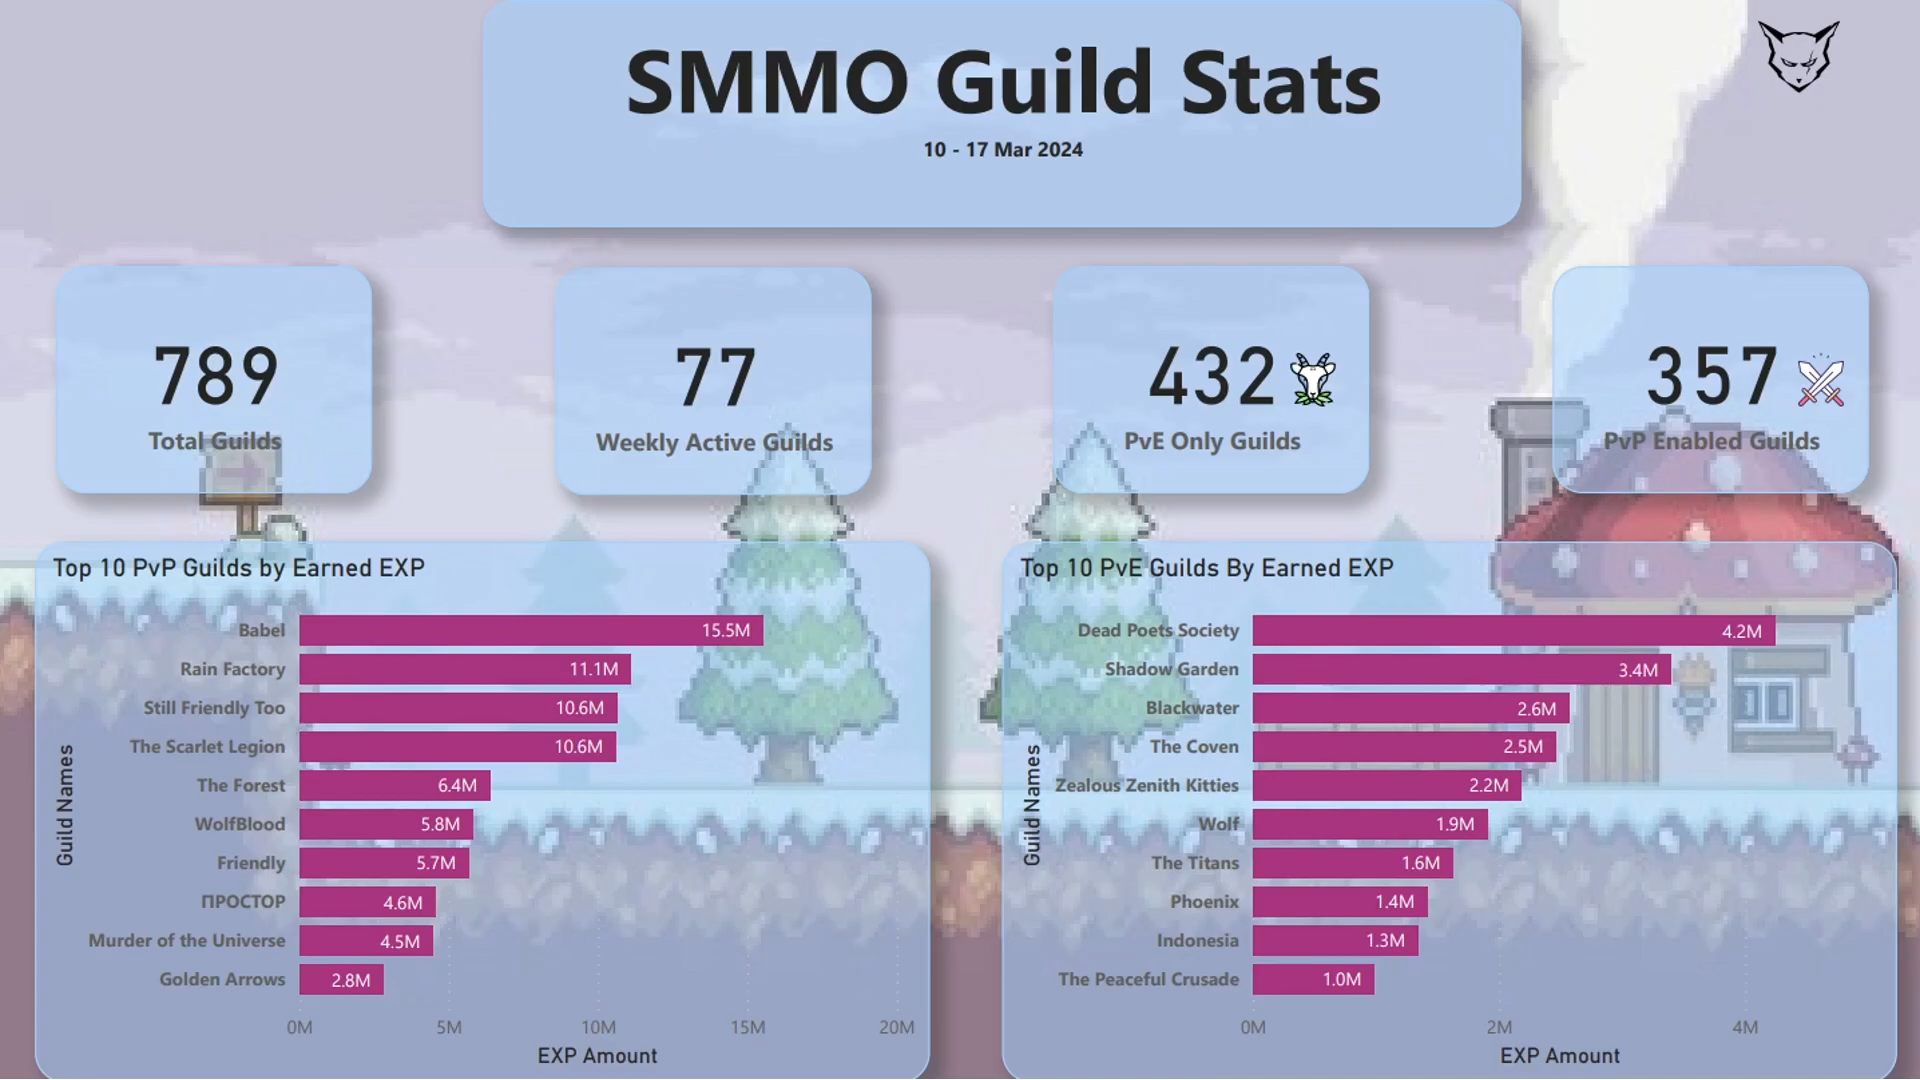 SMMO Guild Stats
10 - 17 Mar 2024
789
Total Guilds
77
Weekly Active Guilds
432
PvE Only Guilds
357
PvP Enabled Guilds
Top 10 PvP Guilds by Earned EXP
Guild Names
Babel 15.5M
Rain Factory 11.1M
Still Friendly Too 10.6M
The Scarlet Legion 10.6M
The Forest 6.4M
WolfBlood 5.8M
Friendly 5.7M
ПРОСТОР 4.6M
Murder of the Universe 4.5M
Golden Arrows 2.8M
0M 5M 10M 15M 20M
EXP Amount
Top 10 PvE Guilds By Earned EXP
Guild Names
Dead Poets Society 4.2M
Shadow Garden 3.4M
Blackwater 2.6M
The Coven 2.5M
Zealous Zenith Kitties 2.2M
Wolf 1.9M
The Titans 1.6M
Phoenix 1.4M
Indonesia 1.3M
The Peaceful Crusade 1.0M
0M 2M 4M
EXP Amount